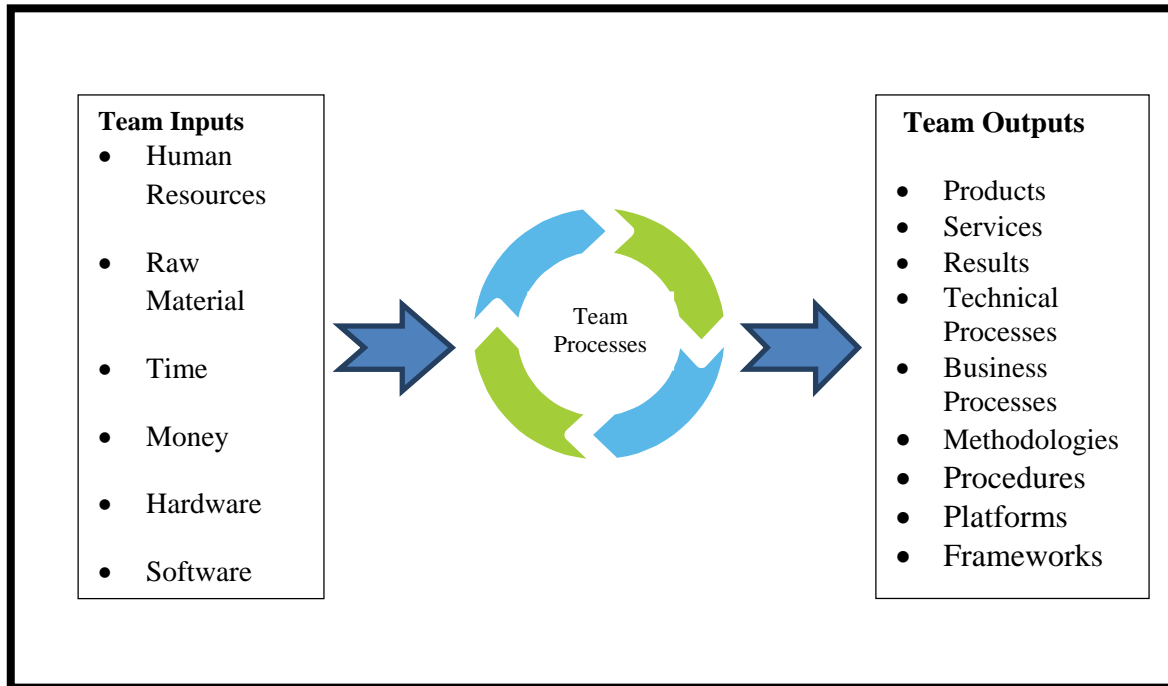 Team Inputs
• Human
Resources
• Raw
Material
• Time
• Money
• Hardware
• Software
Team
Processes
Team Outputs
• Products
• Services
• Results
• Technical
Processes
• Business
Processes
• Methodologies
• Procedures
• Platforms
• Frameworks